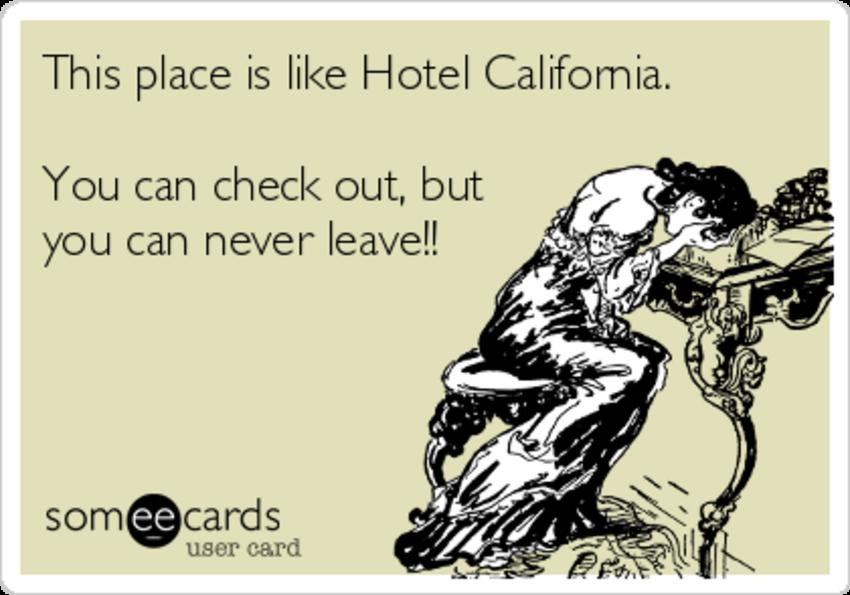 This place is like Hotel California.
You can check out, but
you can never leave!!
someecards
user card